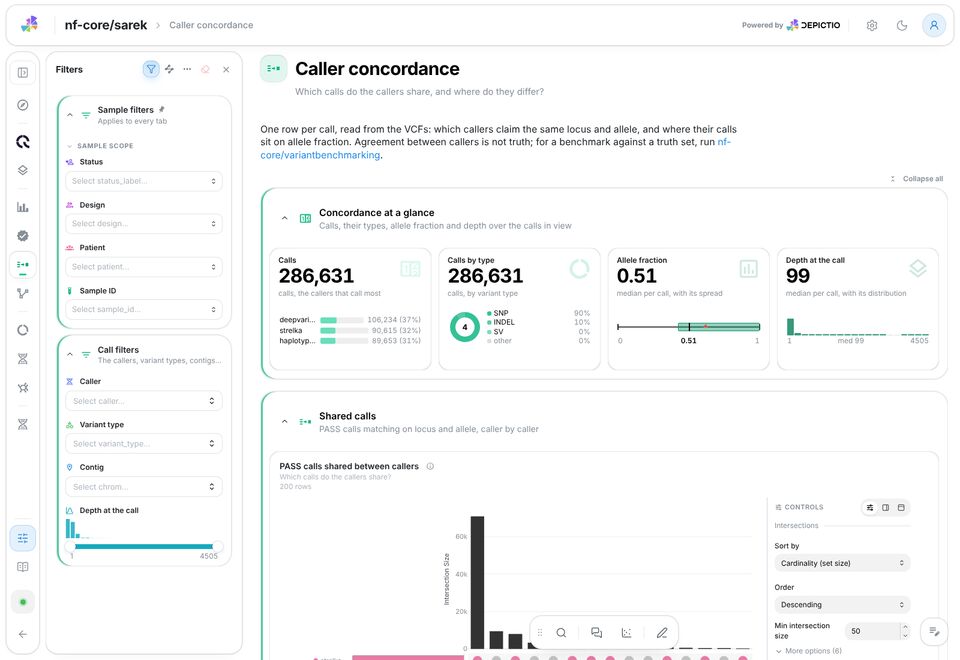 nf-core/sarek
Caller concordance
Powered by DEPICTIO
Filters
Sample filters
Applies to every tab
SAMPLE SCOPE
Status
Select status_label...
Design
Select design...
Patient
Select patient...
Sample ID
Select sample_id...
Call filters
The callers, variant types, contigs...
Caller
Select caller...
Variant type
Select variant_type...
Contig
Select chrom...
Depth at the call
1 4505
Caller concordance
Which calls do the callers share, and where do they differ?
One row per call, read from the VCFs: which callers claim the same locus and allele, and where their calls
sit on allele fraction. Agreement between callers is not truth; for a benchmark against a truth set, run nf-
core/variantbenchmarking.
Collapse all
Concordance at a glance
Calls, their types, allele fraction and depth over the calls in view
Calls
286,631
calls, the callers that call most
deepvari... 106,234 (37%)
strelka 90,615 (32%)
haplotyp... 89,653 (31%)
Calls by type
286,631
calls, by variant type
4
SNP 90%
INDEL 10%
SV 0%
other 0%
Allele fraction
0.51
median per call, with its spread
0 0.51 1
Depth at the call
99
median per call, with its distribution
1 med 99 4505
Shared calls
PASS calls matching on locus and allele, caller by caller
PASS calls shared between callers
Which calls do the callers share?
200 rows
Intersection Size
60k
40k
20k
0
CONTROLS
Intersections
Sort by
Cardinality (set size)
Order
Descending
Min intersection
size
50
More options (6)